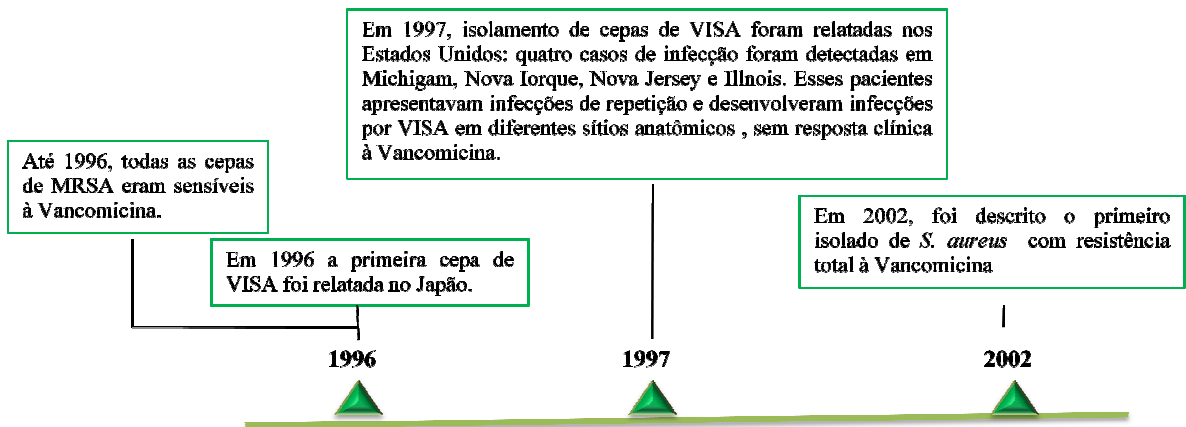 Em 1997, isolamento de cepas de VISA foram relatadas nos
Estados Unidos: quatro casos de infecção foram detectadas em
Michigam, Nova Iorque, Nova Jersey e Illnois. Esses pacientes
apresentavam infecções de repetição e desenvolveram infecções
por VISA em diferentes sítios anatômicos , sem resposta clínica
à Vancomicina.
Até 1996, todas as cepas
de MRSA eram sensíveis
à Vancomicina.
Em 2002, foi descrito o primeiro
isolado de S. aureus com resistência
total à Vancomicina
Em 1996 a primeira cepa de
VISA foi relatada no Japão.
1996
1997
2002